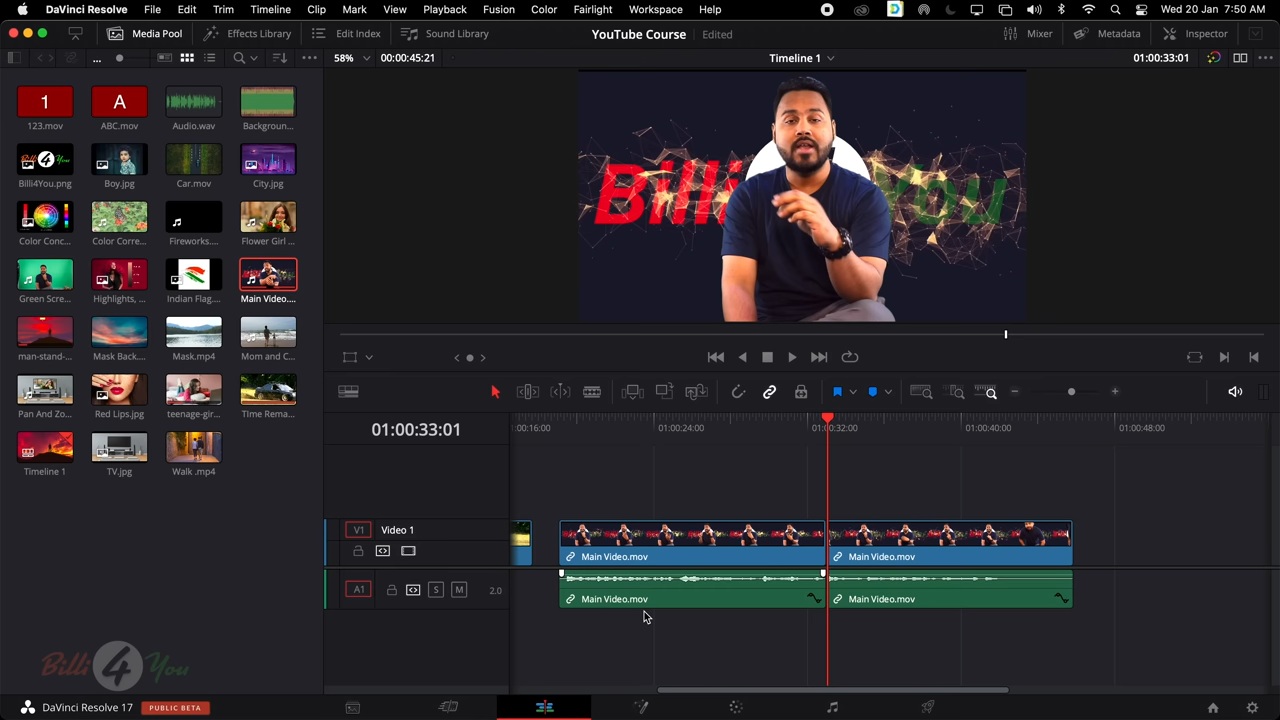 DaVinci Resolve File Edit Trim Timeline Clip Mark View Playback Fusion Color Fairlight Workspace Help Wed 20 Jan 7:50 AM
Media Pool Effects Library Edit Index Sound Library YouTube Course Edited Mixer Metadata Inspector
... 58% 00:00:45:21 Timeline 1 01:00:33:01
1 A
123.mov ABC.mov Audio.wav Backgroun...
Billi4You.png Boy.jpg Car.mov City.jpg
Color Conc... Color Corre... Fireworks.... Flower Girl ...
Green Scre... Highlights, ... Indian Flag.... Main Video....
man-stand-... Mask Back.... Mask.mp4 Mom and C...
Pan And Zo... Red Lips.jpg teenage-gir... TIme Rema...
Timeline 1 TV.jpg Walk .mp4
Billi You
01:00:33:01
:00:16:00 01:00:24:00 01:00:32:00 01:00:40:00 01:00:48:00
V1 Video 1
Main Video.mov Main Video.mov
A1 S M 2.0
Main Video.mov Main Video.mov
Billi 4 You
DaVinci Resolve 17 PUBLIC BETA